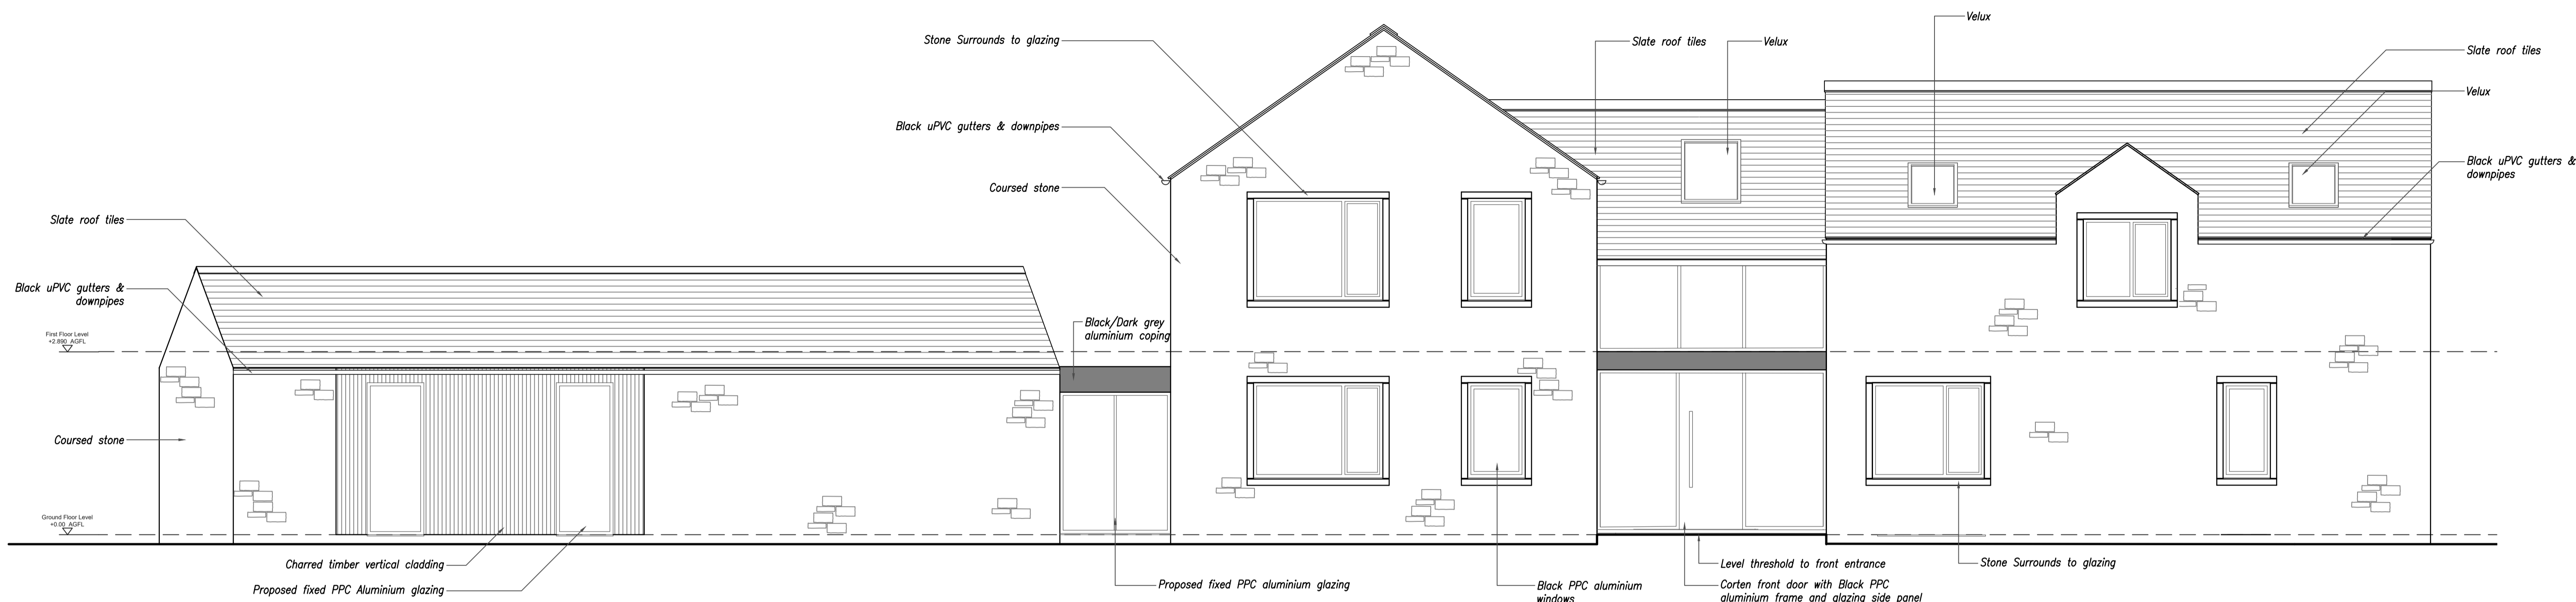 Velux
Stone Surrounds to glazing
Slate roof tiles
Velux
Slate roof tiles
Velux
Black uPVC gutters & downpipes
Black uPVC gutters &
downpipes
Coursed stone
Slate roof tiles
Black uPVC gutters &
downpipes
Black/Dark grey
aluminium coping
First Floor Level
+2.890 AGFL
Coursed stone
Ground Floor Level
+0.00 AGFL
Charred timber vertical cladding
Proposed fixed PPC Aluminium glazing
Proposed fixed PPC aluminium glazing
Black PPC aluminium
windows
Level threshold to front entrance
Corten front door with Black PPC
aluminium frame and glazing side panel
Stone Surrounds to glazing